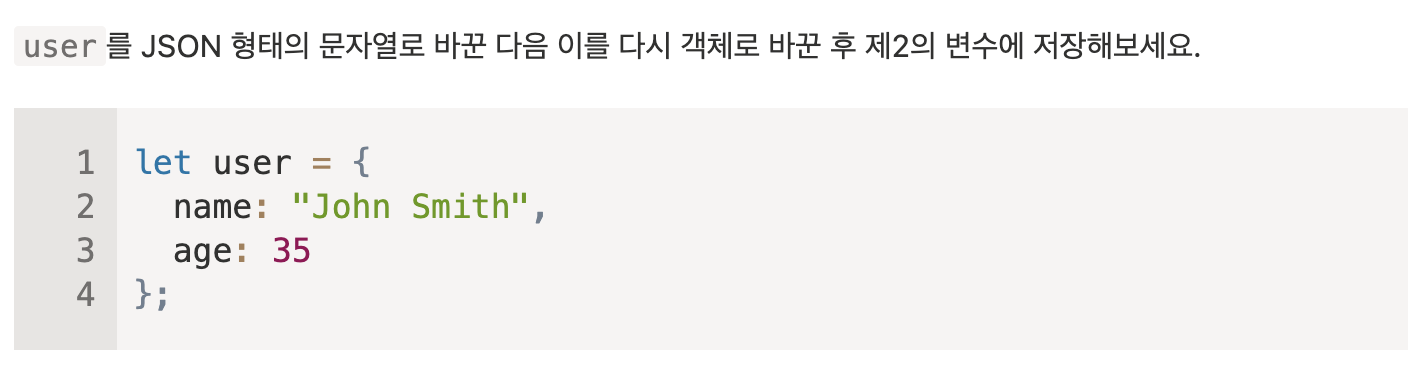 user를 JSON 형태의 문자열로 바꾼 다음 이를 다시 객체로 바꾼 후 제2의 변수에 저장해보세요.
1 let user = {
2   name: "John Smith",
3   age: 35
4 };